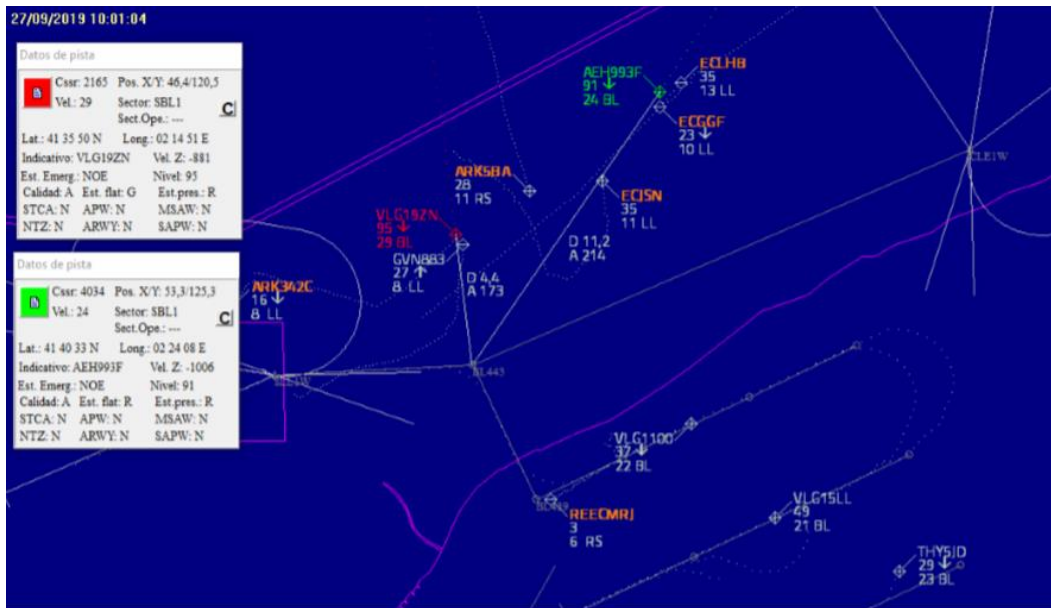 27/09/2019 10:01:04
Datos de pista
Cssr: 2165 Pos. X/Y: 46,4/120,5
Vel.: 29 Sector: SBL1
Sect.Ope.: ---
C
Lat.: 41 35 50 N Long.: 02 14 51 E
Indicativo: VLG19ZN Vel. Z: -881
Est. Emerg.: NOE Nivel: 95
Calidad: A Est. flat: G Est.pres.: R
STCA: N APW: N MSAW: N
NTZ: N ARWY: N SAPW: N
Datos de pista
Cssr: 4034 Pos. X/Y: 53,3/125,3
Vel.: 24 Sector: SBL1
Sect.Ope.: ---
C
Lat.: 41 40 33 N Long.: 02 24 08 E
Indicativo: AEH993F Vel. Z: -1006
Est. Emerg.: NOE Nivel: 91
Calidad: A Est. flat: R Est.pres.: R
STCA: N APW: N MSAW: N
NTZ: N ARWY: N SAPW: N
AEH993F
91 ↓
24 BL
ECLHB
35
13 LL
ECGGF
23 ↓
10 LL
CLE1W
ARK5BA
28
11 RS
ECJSN
35
11 LL
VLG19ZN
95 ↓
29 BL
GVN883
27 ↑
8 LL
D 11,2
A 214
D 4,4
A 173
ARK342C
16 ↓
8 LL
BL443
VLG1100
37 ↓
22 BL
REECMRJ
3
6 RS
VLG15LL
49
21 BL
THY5JD
29 ↓
23 BL